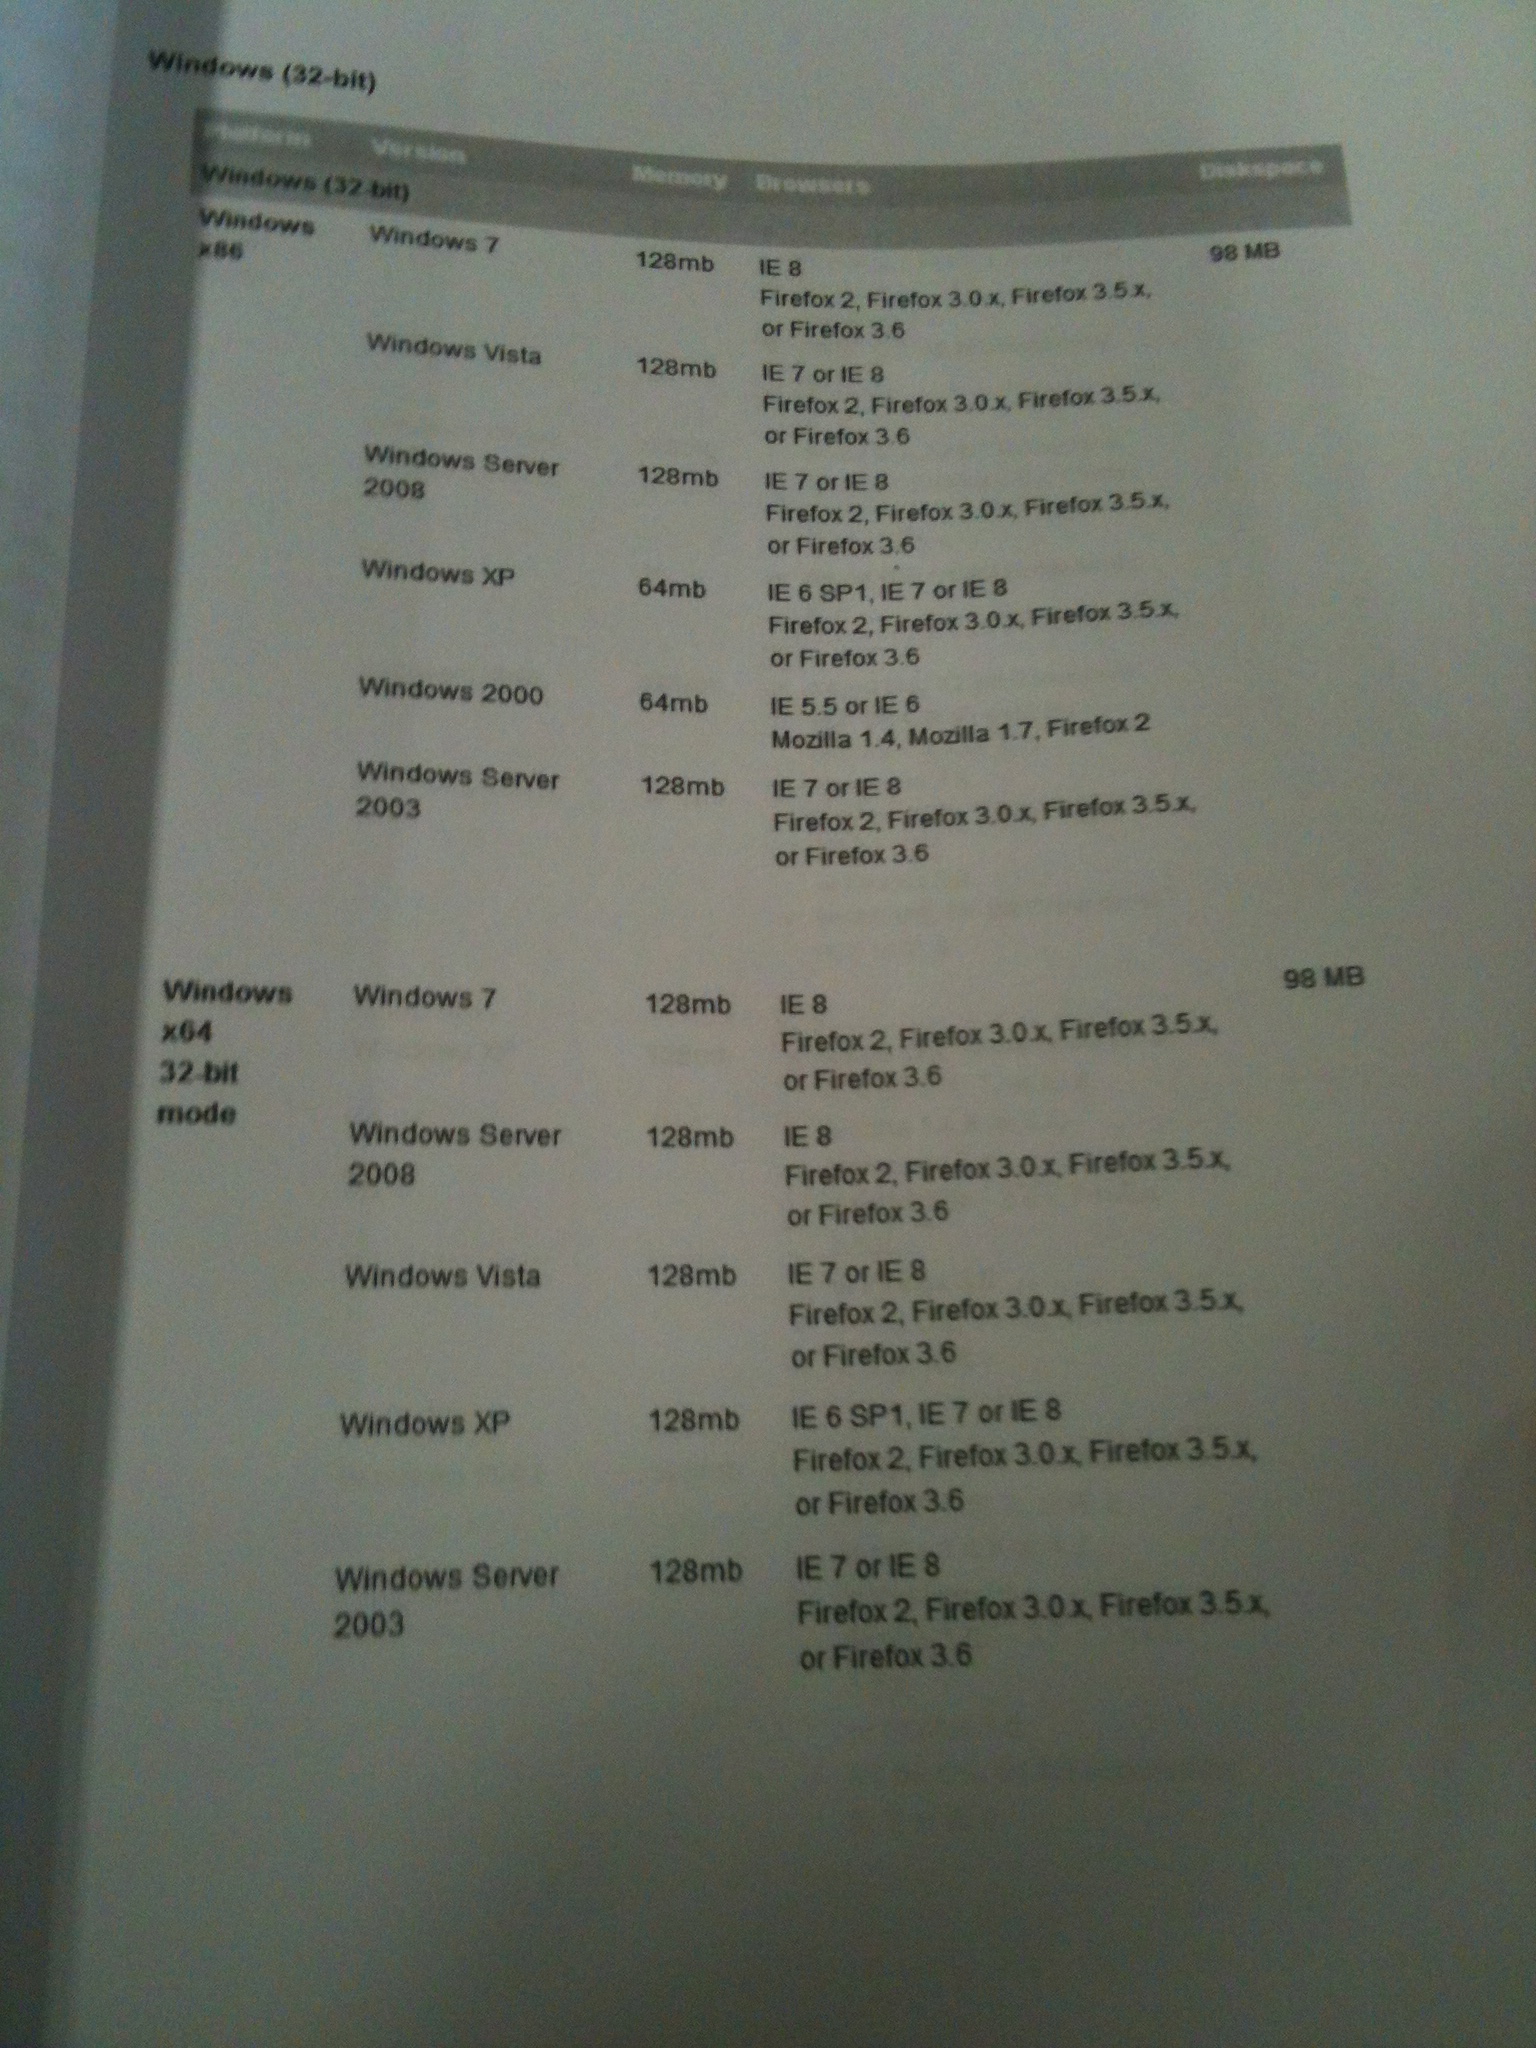 Windows (32-bit)
Platform Version Memory Browsers Diskspace
Windows (32-bit)
Windows Windows 7 128mb IE 8 98 MB
x86
Firefox 2, Firefox 3.0.x, Firefox 3.5.x,
or Firefox 3.6
Windows Vista 128mb IE 7 or IE 8
Firefox 2, Firefox 3.0.x, Firefox 3.5.x,
or Firefox 3.6
Windows Server 128mb IE 7 or IE 8
2008 Firefox 2, Firefox 3.0.x, Firefox 3.5.x,
or Firefox 3.6
Windows XP 64mb IE 6 SP1, IE 7 or IE 8
Firefox 2, Firefox 3.0.x, Firefox 3.5.x,
or Firefox 3.6
Windows 2000 64mb IE 5.5 or IE 6
Mozilla 1.4, Mozilla 1.7, Firefox 2
Windows Server 128mb IE 7 or IE 8
2003 Firefox 2, Firefox 3.0.x, Firefox 3.5.x,
or Firefox 3.6
Windows Windows 7 128mb IE 8 98 MB
x64 Firefox 2, Firefox 3.0.x, Firefox 3.5.x,
32-bit or Firefox 3.6
mode
Windows Server 128mb IE 8
2008 Firefox 2, Firefox 3.0.x, Firefox 3.5.x,
or Firefox 3.6
Windows Vista 128mb IE 7 or IE 8
Firefox 2, Firefox 3.0.x, Firefox 3.5.x,
or Firefox 3.6
Windows XP 128mb IE 6 SP1, IE 7 or IE 8
Firefox 2, Firefox 3.0.x, Firefox 3.5.x,
or Firefox 3.6
Windows Server 128mb IE 7 or IE 8
2003 Firefox 2, Firefox 3.0.x, Firefox 3.5.x,
or Firefox 3.6